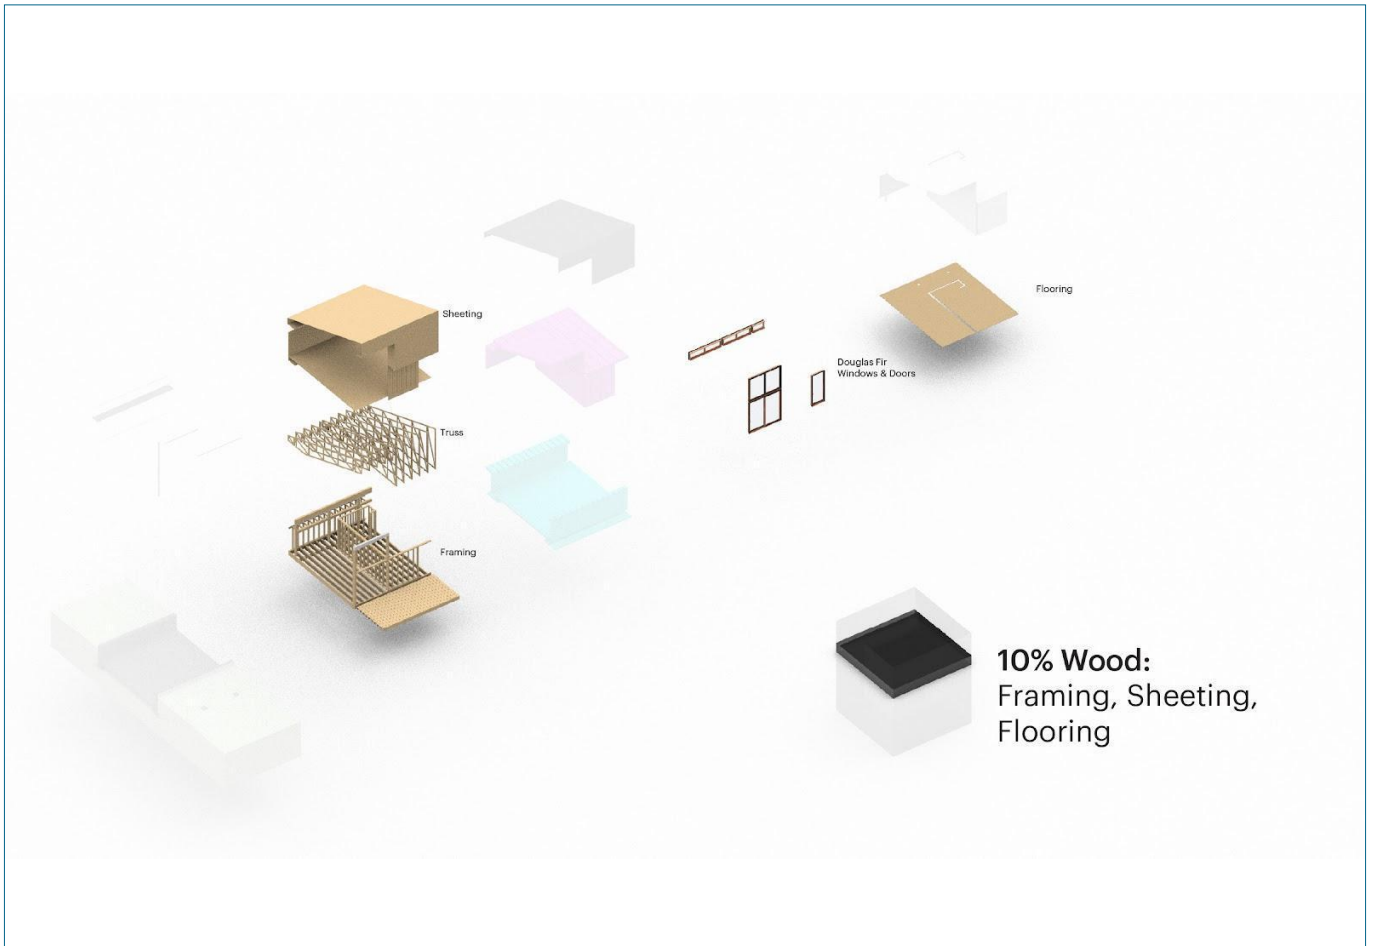 Sheeting
Truss
Framing
Douglas Fir
Windows & Doors
Flooring
10% Wood:
Framing, Sheeting,
Flooring